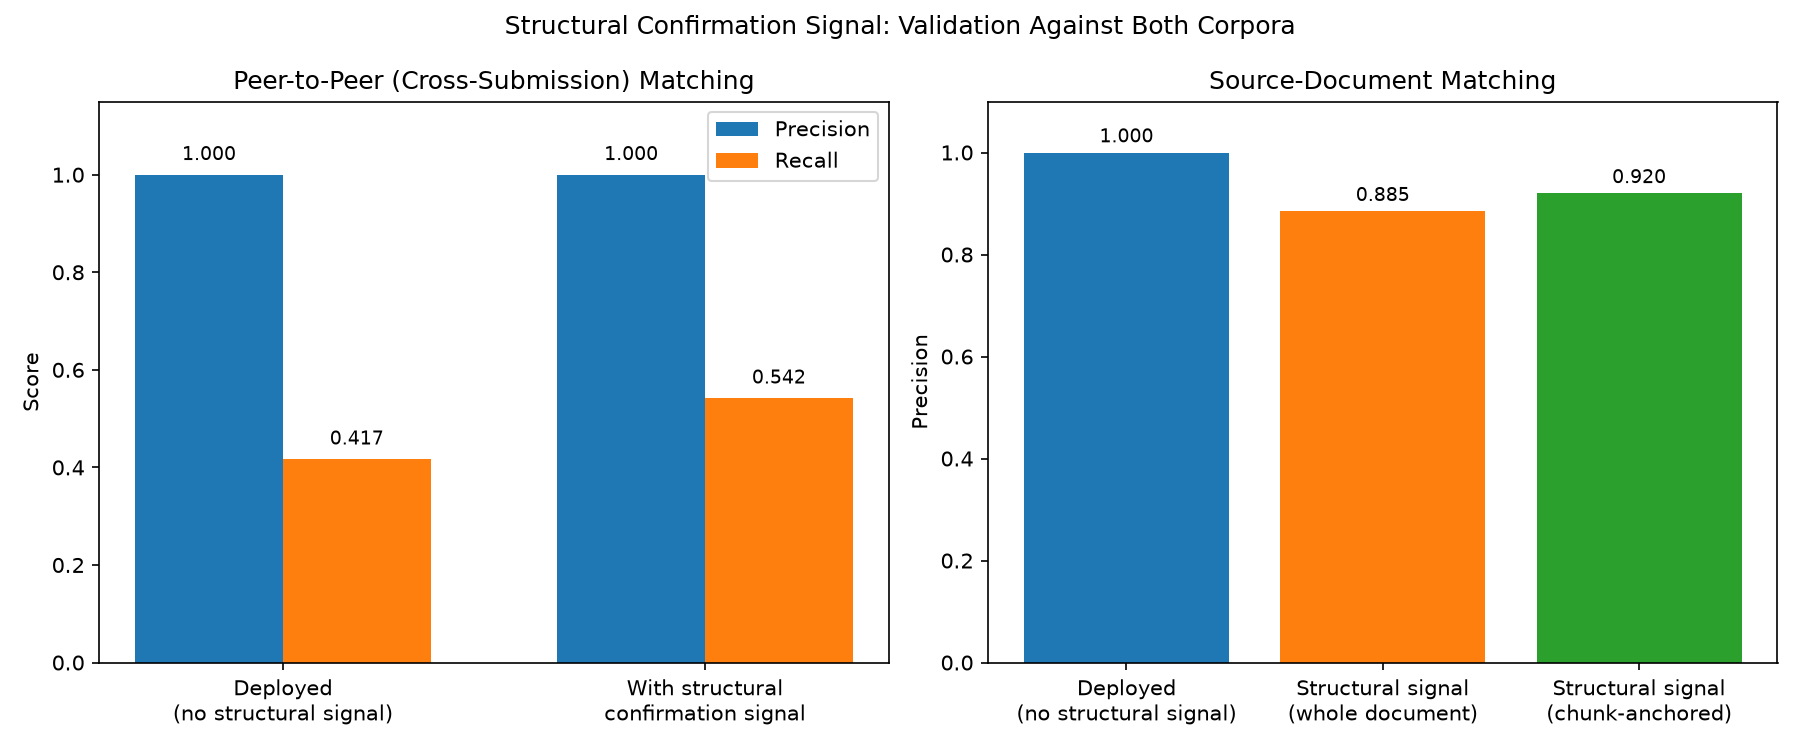 Structural Confirmation Signal: Validation Against Both Corpora
Peer-to-Peer (Cross-Submission) Matching
Score
1.0
0.8
0.6
0.4
0.2
0.0
1.000
0.417
1.000
0.542
Precision
Recall
Deployed
(no structural signal)
With structural
confirmation signal
Source-Document Matching
Precision
1.0
0.8
0.6
0.4
0.2
0.0
1.000
0.885
0.920
Deployed
(no structural signal)
Structural signal
(whole document)
Structural signal
(chunk-anchored)